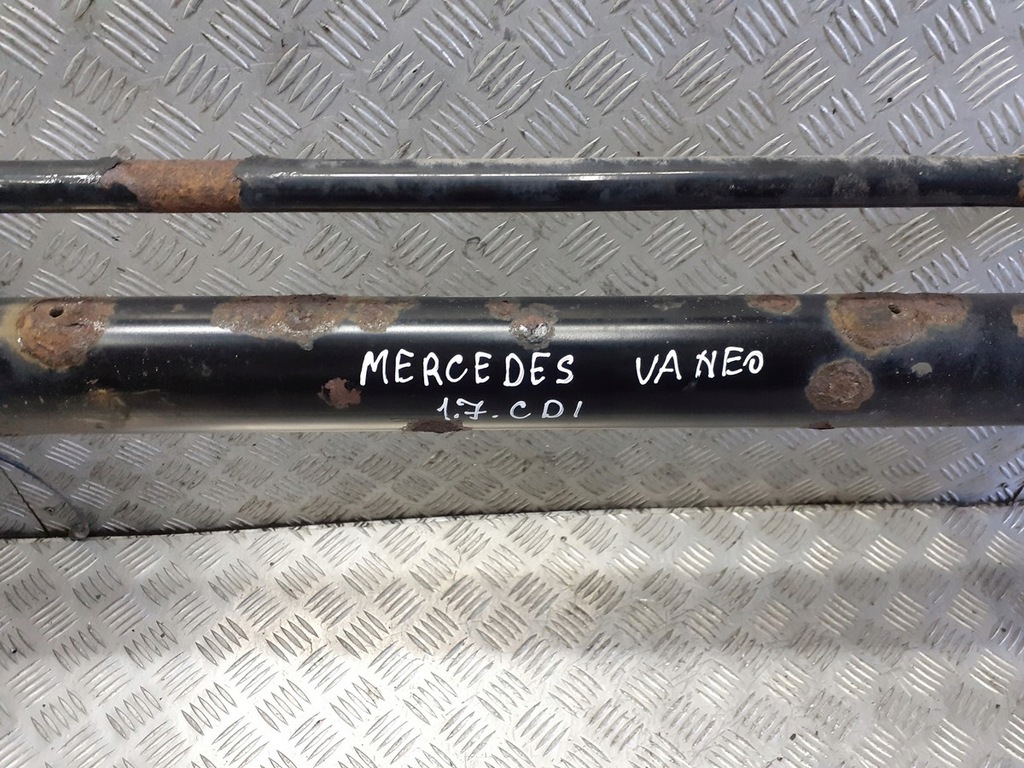 MERCEDES VANEO
1.7. CDI